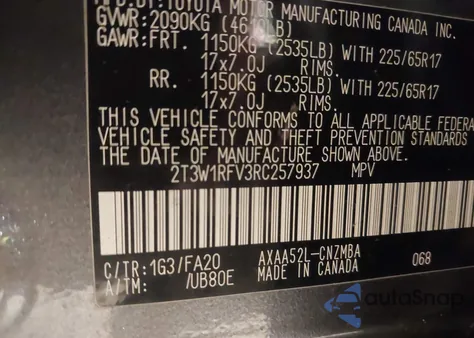 MFD.BY:TOYOTA MOTOR MANUFACTURING CANADA INC.
GVWR:2090KG (4610LB)
GAWR:FRT. 1150KG (2535LB) WITH 225/65R17
17x7.0J RIMS.
RR. 1150KG (2535LB) WITH 225/65R17
17x7.0J RIMS.
THIS VEHICLE CONFORMS TO ALL APPLICABLE FEDERA
VEHICLE SAFETY AND THEFT PREVENTION STANDARDS
THE DATE OF MANUFACTURE SHOWN ABOVE.
2T3W1RFV3RC257937 MPV
C/TR:1G3/FA20 AXAA52L-CNZMBA 068
A/TM: /UB80E MADE IN CANADA
autoSnap